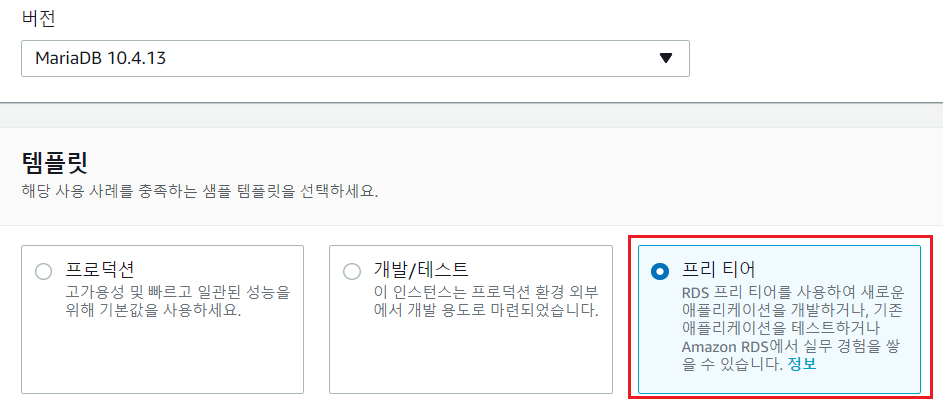 버전
MariaDB 10.4.13
템플릿
해당 사용 사례를 충족하는 샘플 템플릿을 선택하세요.
프로덕션
고가용성 및 빠르고 일관된 성능을
위해 기본값을 사용하세요.
개발/테스트
이 인스턴스는 프로덕션 환경 외부
에서 개발 용도로 마련되었습니다.
프리 티어
RDS 프리 티어를 사용하여 새로운
애플리케이션을 개발하거나, 기존
애플리케이션을 테스트하거나
Amazon RDS에서 실무 경험을 쌓
을 수 있습니다. 정보